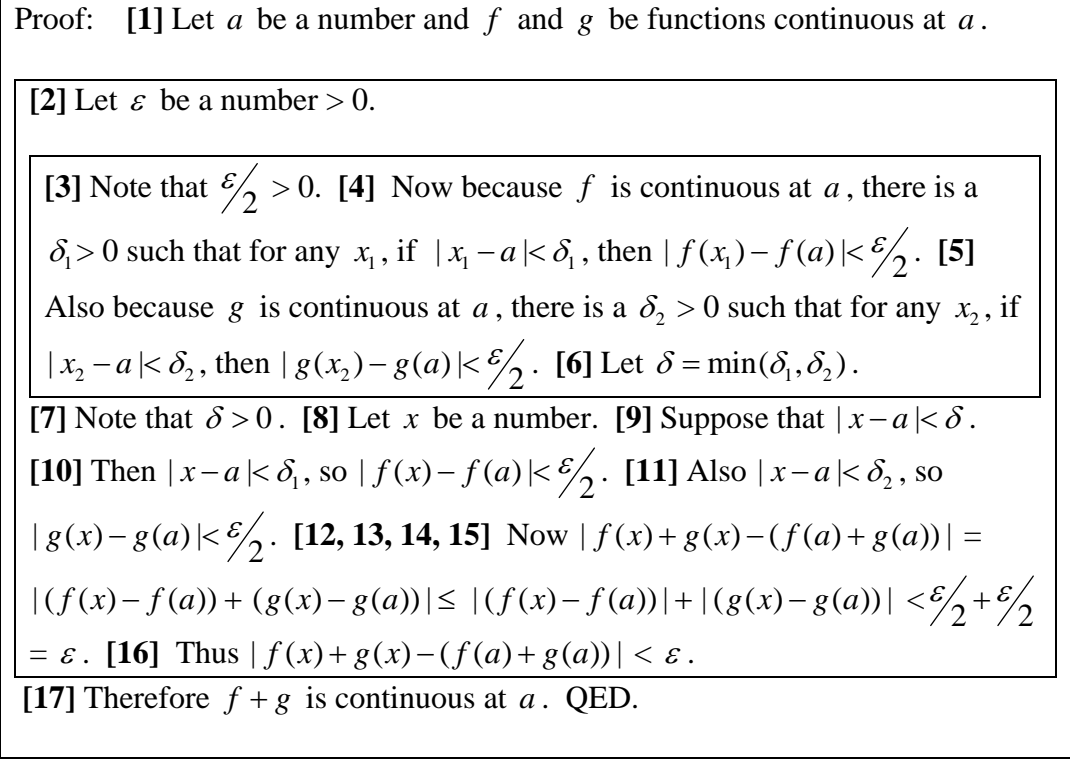 Proof: [1] Let a be a number and f and g be functions continuous at a.
[2] Let ε be a number > 0.
[3] Note that ε/2 > 0. [4] Now because f is continuous at a, there is a
δ₁ > 0 such that for any x₁, if |x₁ − a| < δ₁, then |f(x₁) − f(a)| < ε/2. [5]
Also because g is continuous at a, there is a δ₂ > 0 such that for any x₂, if
|x₂ − a| < δ₂, then |g(x₂) − g(a)| < ε/2. [6] Let δ = min(δ₁, δ₂).
[7] Note that δ > 0. [8] Let x be a number. [9] Suppose that |x − a| < δ.
[10] Then |x − a| < δ₁, so |f(x) − f(a)| < ε/2. [11] Also |x − a| < δ₂, so
|g(x) − g(a)| < ε/2. [12, 13, 14, 15] Now |f(x) + g(x) − (f(a) + g(a))| =
|(f(x) − f(a)) + (g(x) − g(a))| ≤ |(f(x) − f(a))| + |(g(x) − g(a))| < ε/2 + ε/2
= ε. [16] Thus |f(x) + g(x) − (f(a) + g(a))| < ε.
[17] Therefore f + g is continuous at a. QED.